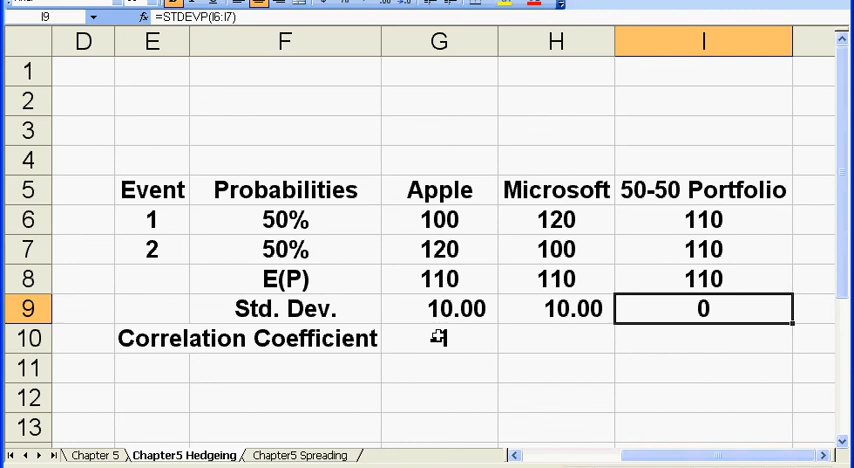 I9 fx =STDEVP(I6:I7)
D E F G H I
1
2
3
4
5 Event Probabilities Apple Microsoft 50-50 Portfolio
6 1 50% 100 120 110
7 2 50% 120 100 110
8 E(P) 110 110 110
9 Std. Dev. 10.00 10.00 0
10 Correlation Coefficient
11
12
13
Chapter 5 Chapter5 Hedgeing Chapter5 Spreading